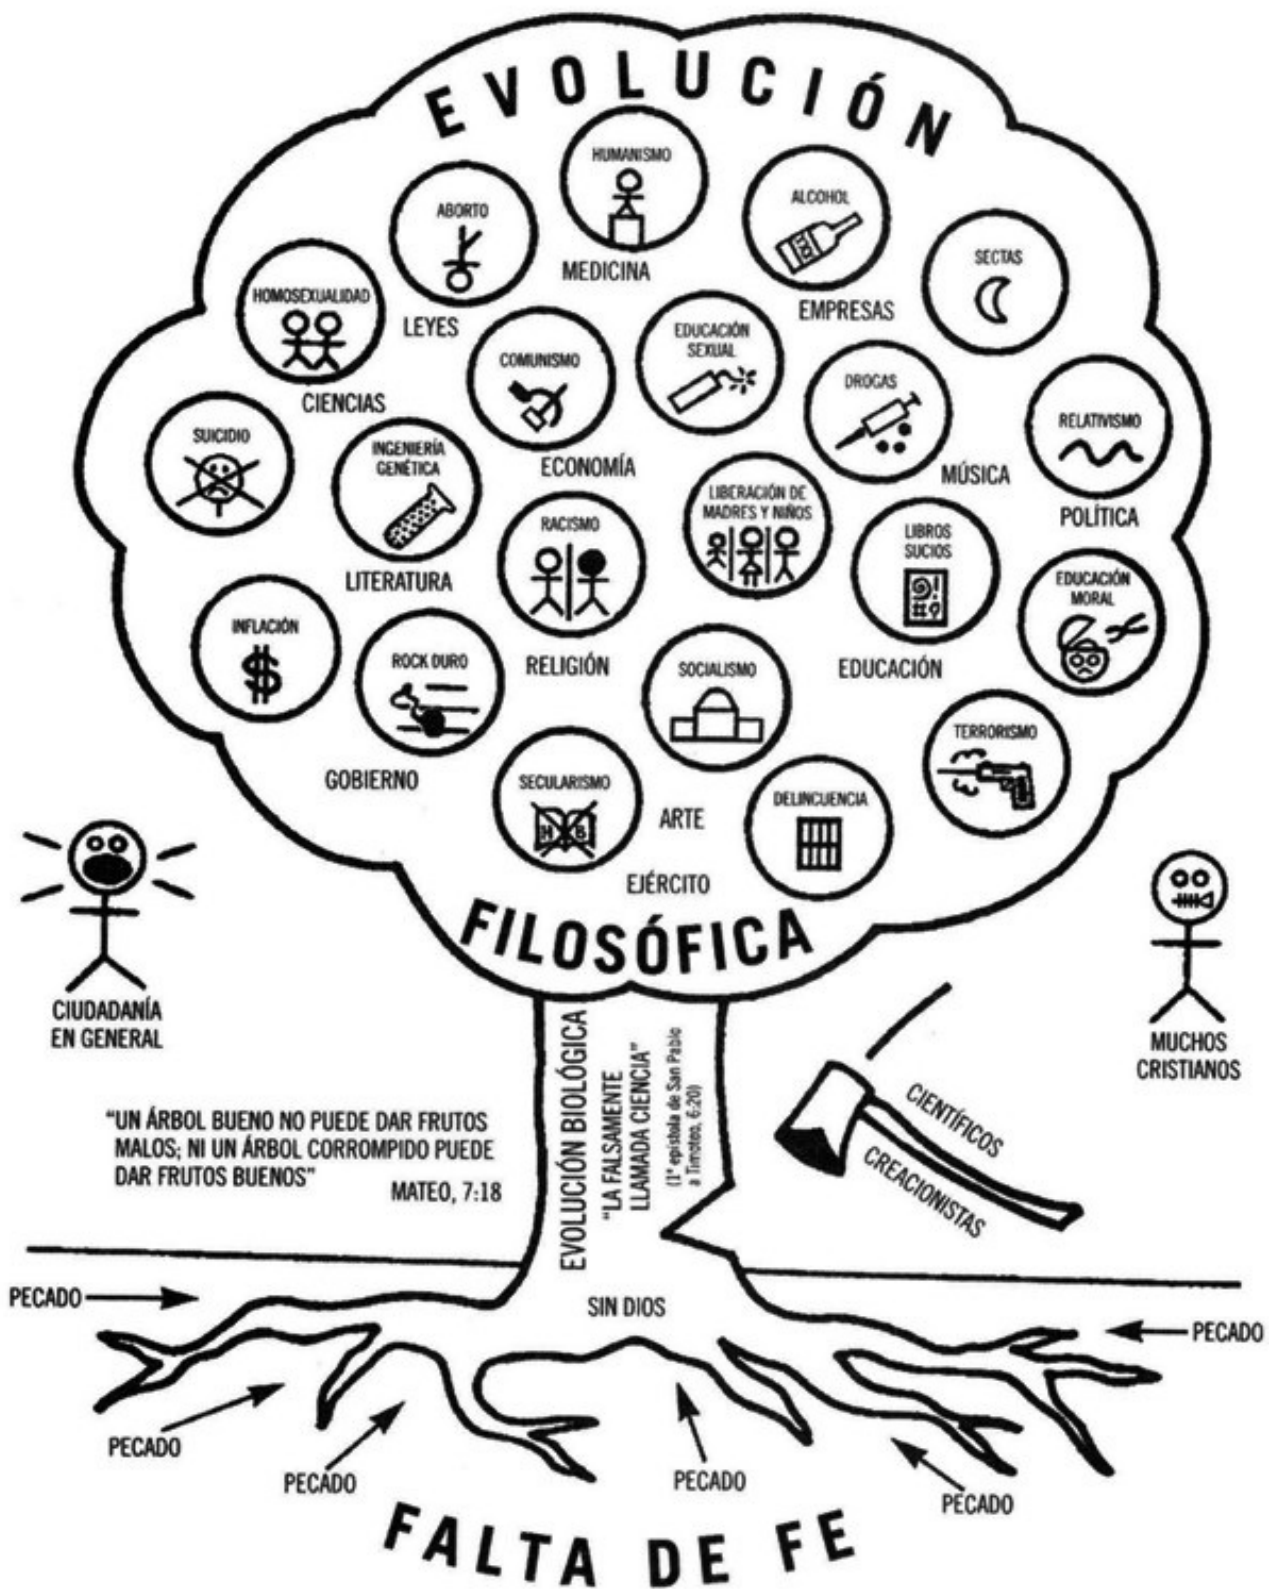 EVOLUCIÓN
HUMANISMO
ABORTO
ALCOHOL
XXX
SECTAS
MEDICINA
HOMOSEXUALIDAD
LEYES
EMPRESAS
COMUNISMO
EDUCACIÓN
SEXUAL
DROGAS
CIENCIAS
SUICIDIO
INGENIERÍA
GENÉTICA
ECONOMÍA
MÚSICA
RELATIVISMO
POLÍTICA
RACISMO
LIBERACIÓN DE
MADRES Y NIÑOS
LIBROS
SUCIOS
@!
#?
LITERATURA
EDUCACIÓN
MORAL
INFLACIÓN
$
ROCK DURO
RELIGIÓN
SOCIALISMO
EDUCACIÓN
TERRORISMO
GOBIERNO
SECULARISMO
H B
ARTE
DELINCUENCIA
EJÉRCITO
FILOSÓFICA
CIUDADANÍA
EN GENERAL
MUCHOS
CRISTIANOS
EVOLUCIÓN BIOLÓGICA
"LA FALSAMENTE
LLAMADA CIENCIA"
(1ª epístola de San Pablo
a Timoteo, 6:20)
CIENTÍFICOS
CREACIONISTAS
"UN ÁRBOL BUENO NO PUEDE DAR FRUTOS
MALOS; NI UN ÁRBOL CORROMPIDO PUEDE
DAR FRUTOS BUENOS"
MATEO, 7:18
SIN DIOS
PECADO
PECADO
PECADO
PECADO
PECADO
PECADO
FALTA DE FE